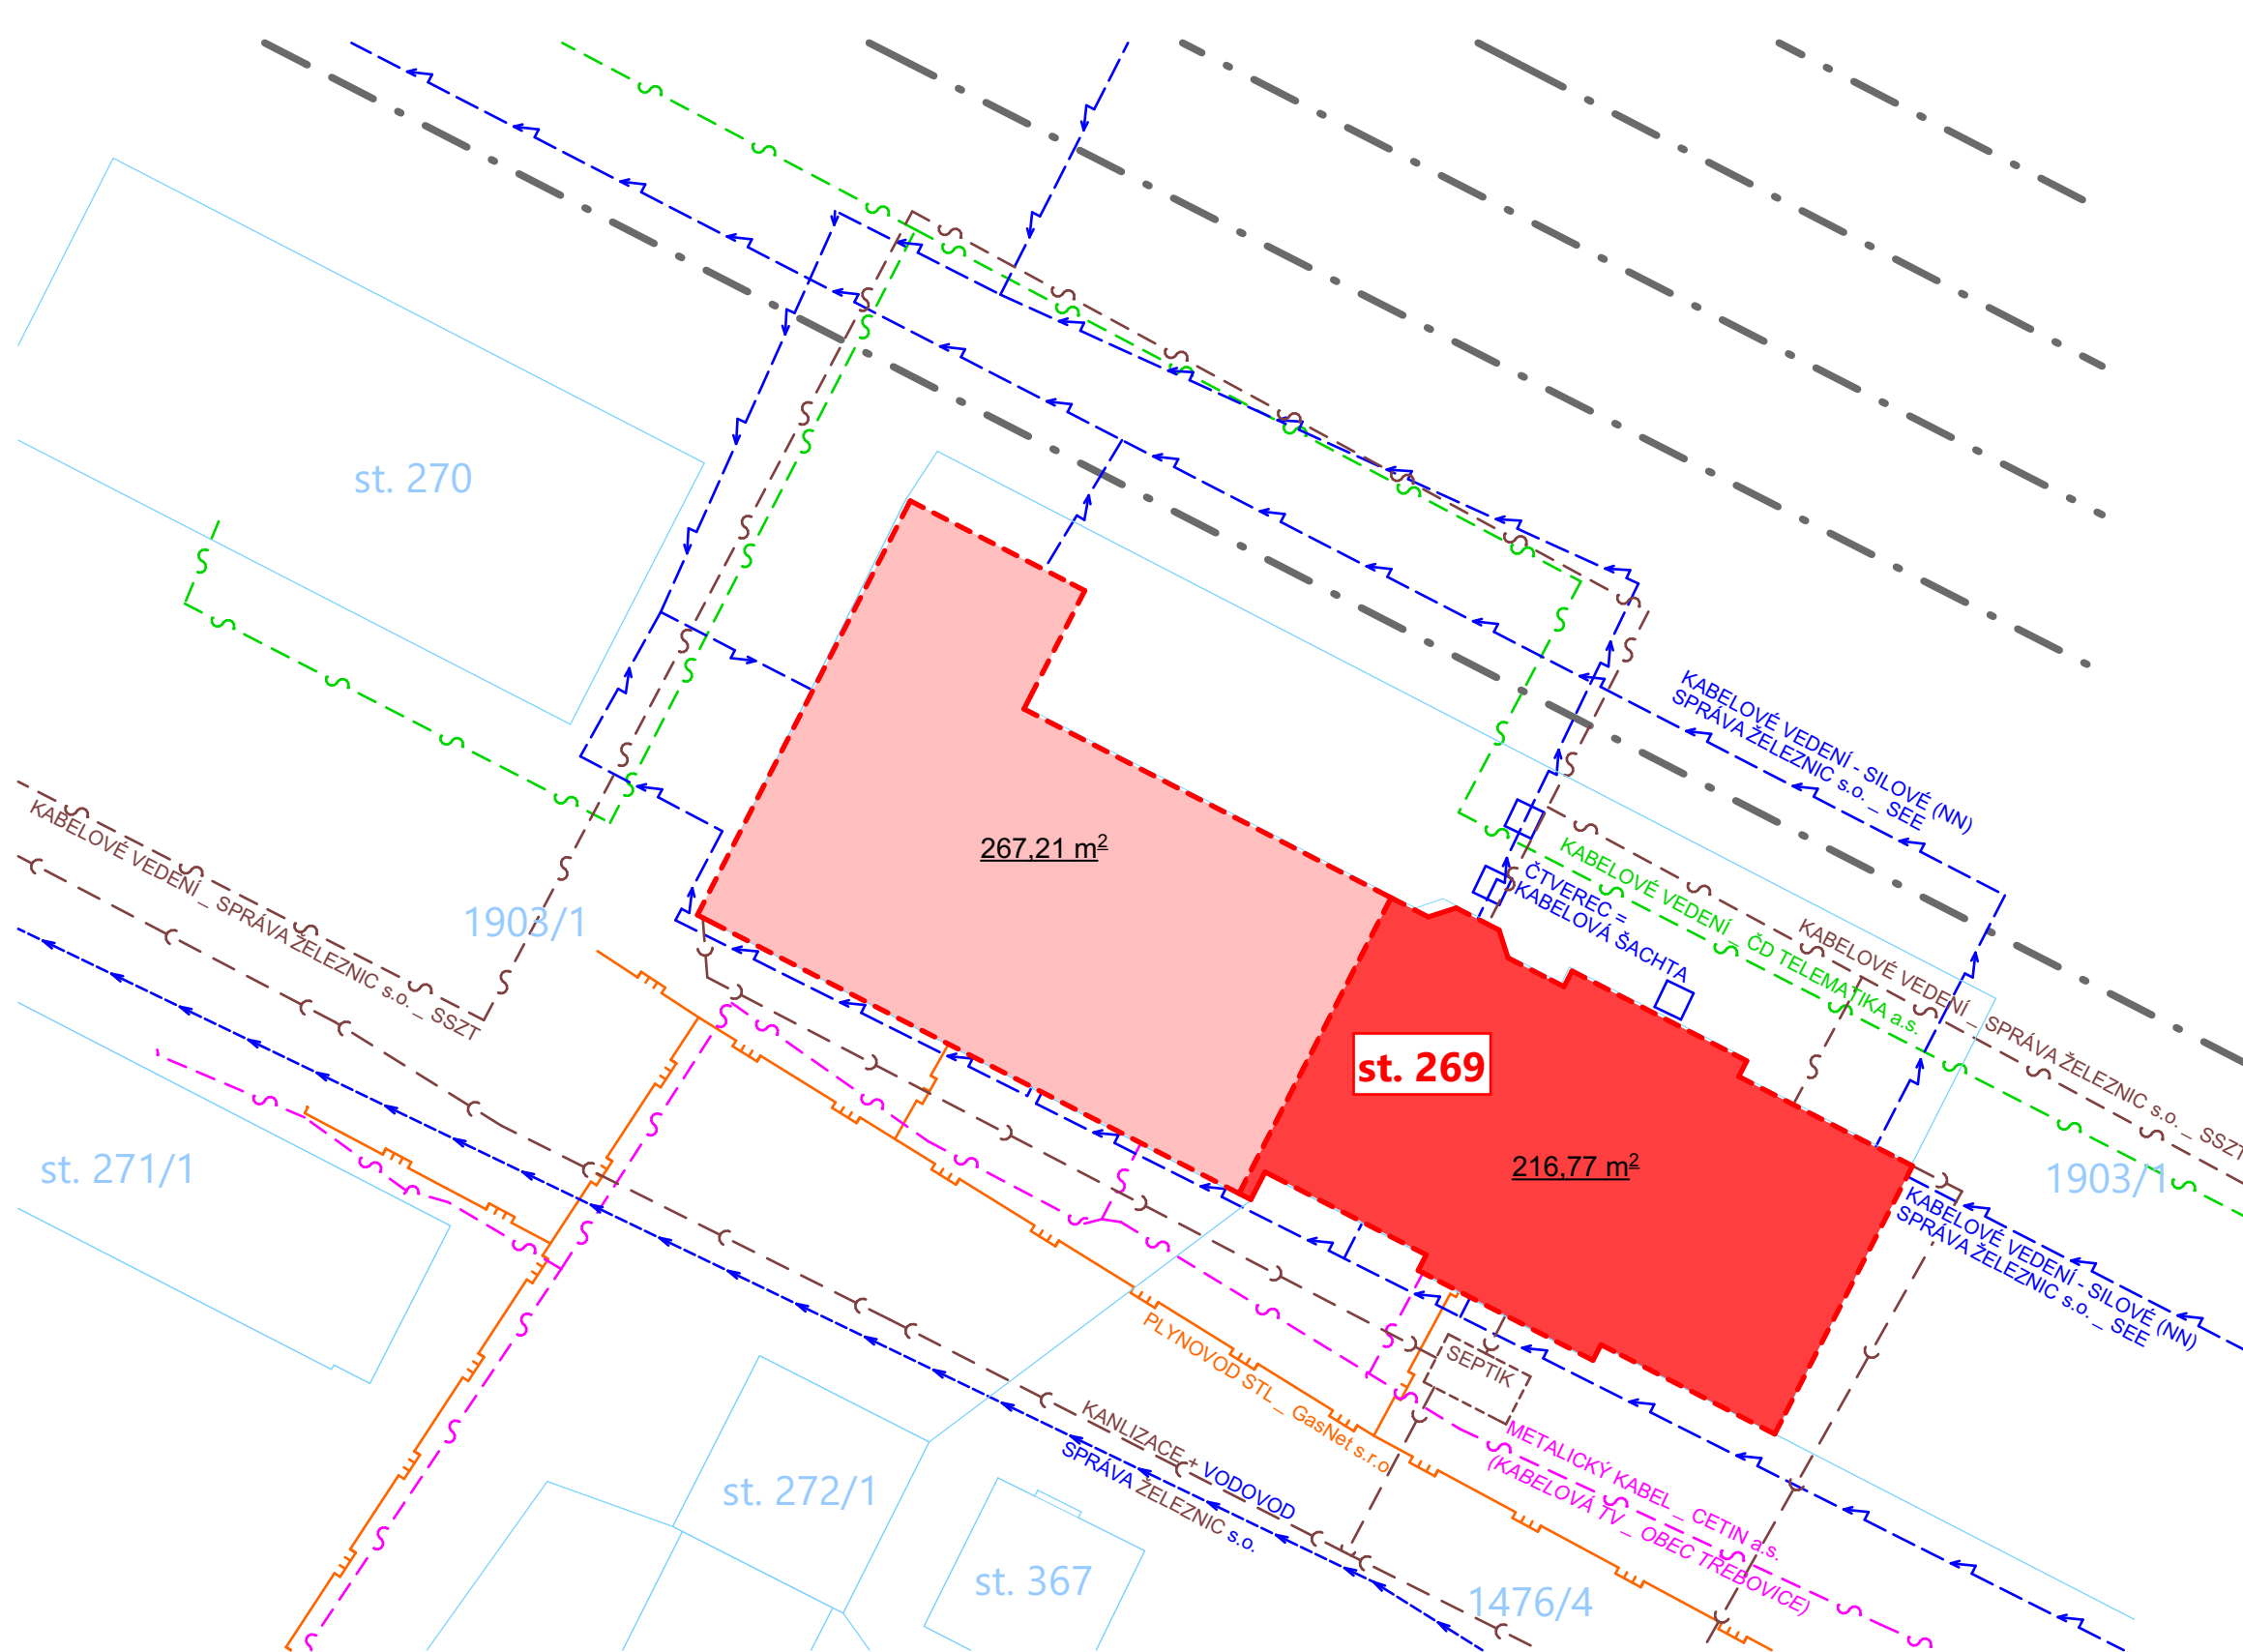 st. 270
KABELOVÉ VEDENÍ - SILOVÉ (NN)
SPRÁVA ŽELEZNIC s.o. _ SEE
267,21 m²
KABELOVÉ VEDENÍ _ SPRÁVA ŽELEZNIC s.o. _ SSZT
1903/1
KABELOVÉ VEDENÍ _ ČD TELEMATIKA a.s.
ČTVEREC =
KABELOVÁ ŠACHTA
KABELOVÉ VEDENÍ _ SPRÁVA ŽELEZNIC s.o. _ SSZT
st. 269
216,77 m²
st. 271/1
1903/1
KABELOVÉ VEDENÍ - SILOVÉ (NN)
SPRÁVA ŽELEZNIC s.o. _ SEE
PLYNOVOD STL _ GasNet s.r.o
SEPTIK
KANLIZACE + VODOVOD
SPRÁVA ŽELEZNIC s.o.
METALICKÝ KABEL _ CETIN a.s.
(KABELOVÁ TV _ OBEC TŘEBOVICE)
st. 272/1
st. 367
1476/4